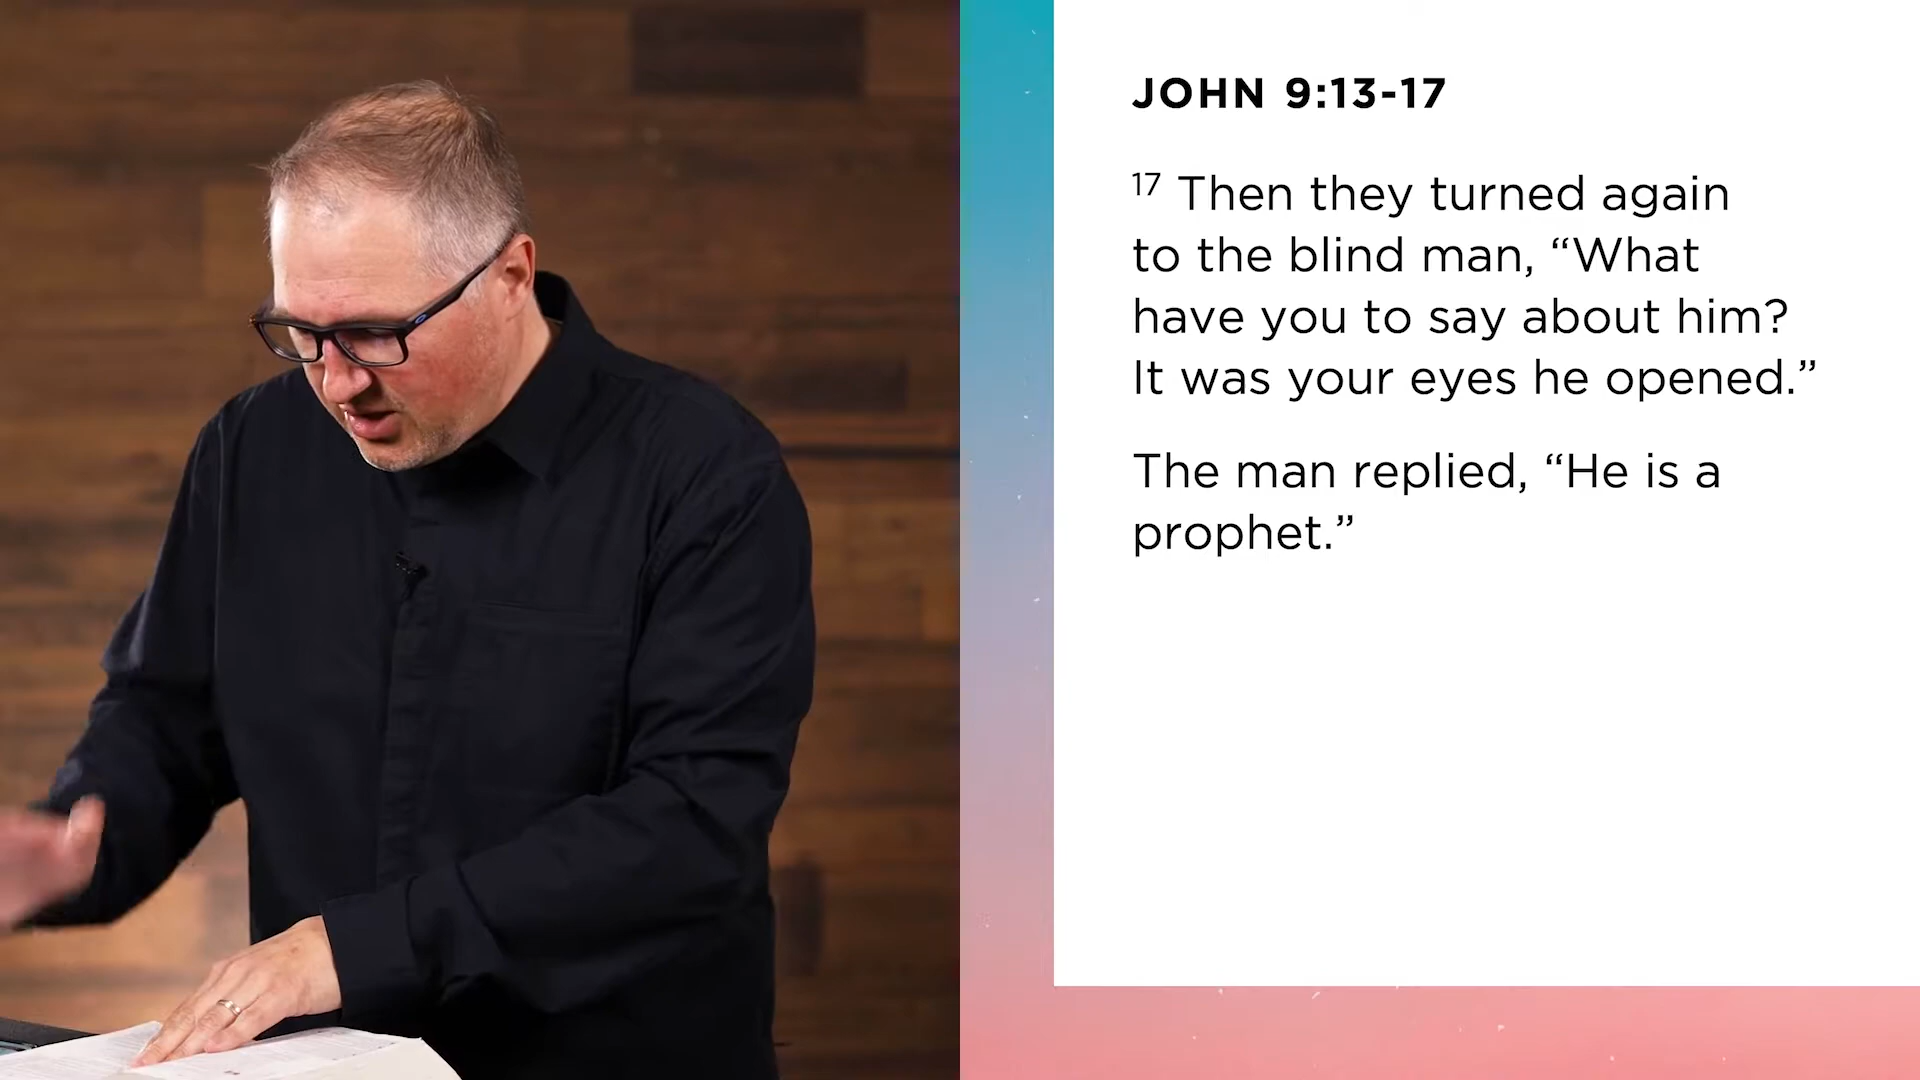 JOHN 9:13-17
17 Then they turned again
to the blind man, “What
have you to say about him?
It was your eyes he opened.”
The man replied, “He is a
prophet.”